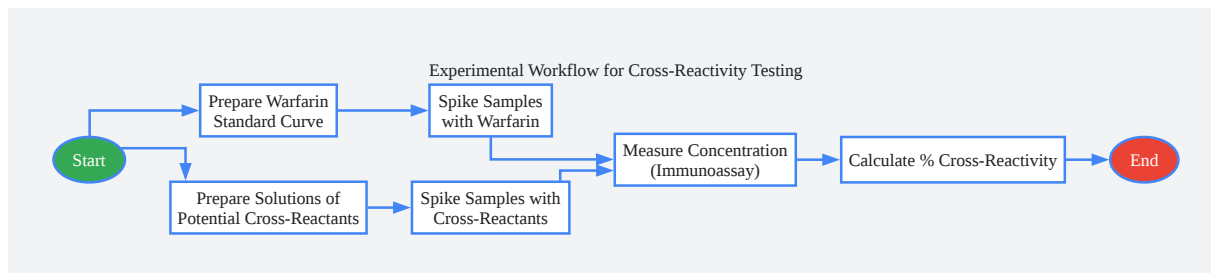 Experimental Workflow for Cross-Reactivity Testing
Start
Prepare Warfarin
Standard Curve
Spike Samples
with Warfarin
Prepare Solutions of
Potential Cross-Reactants
Spike Samples with
Cross-Reactants
Measure Concentration
(Immunoassay)
Calculate % Cross-Reactivity
End